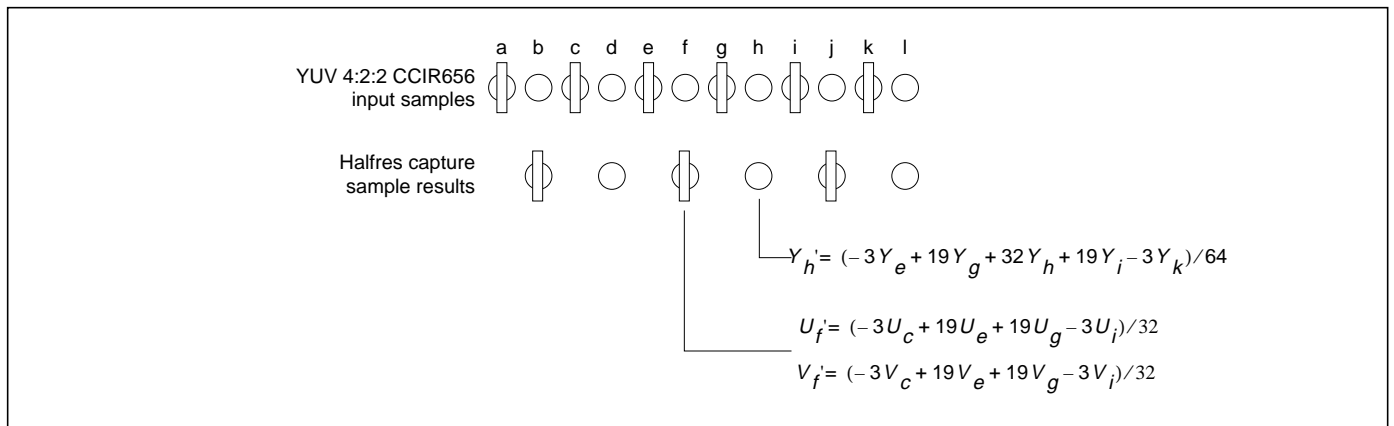 a b c d e f g h i j k l
YUV 4:2:2 CCIR656
input samples
Halfres capture
sample results
Y_h'= (– 3Y_e + 19Y_g + 32Y_h + 19Y_i – 3Y_k)/64
U_f'= (– 3U_c + 19U_e + 19U_g – 3U_i)/32
V_f'= (– 3V_c + 19V_e + 19V_g – 3V_i)/32